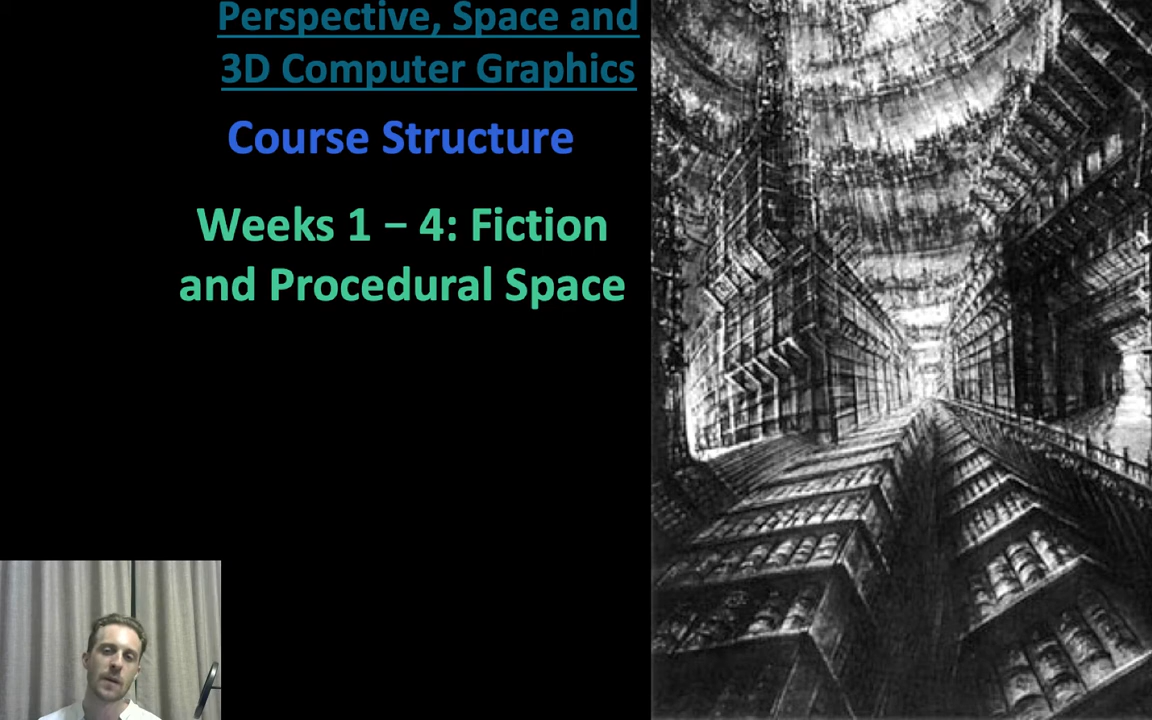 Perspective, Space and
3D Computer Graphics
Course Structure
Weeks 1 – 4: Fiction
and Procedural Space